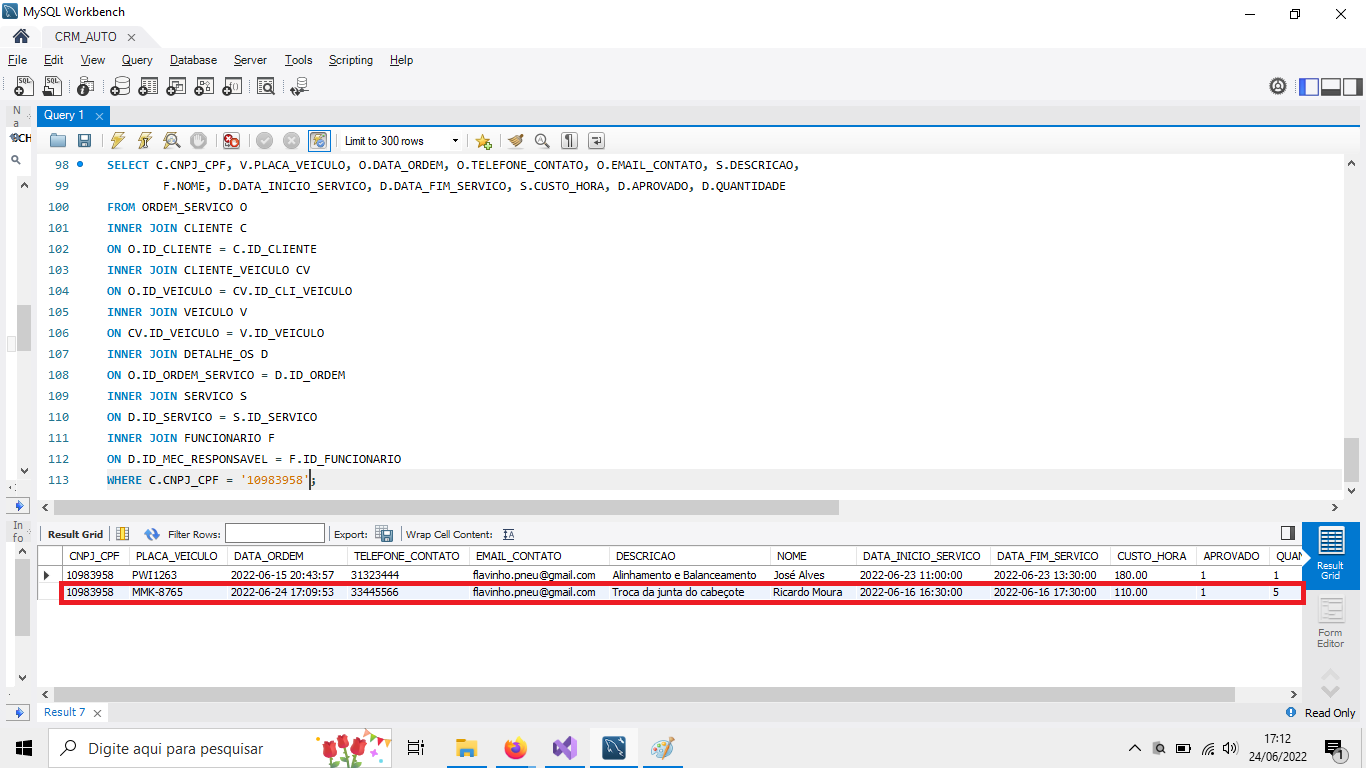 MySQL Workbench
CRM_AUTO
File Edit View Query Database Server Tools Scripting Help
Na
Query 1
SCH
Limit to 300 rows
98 SELECT C.CNPJ_CPF, V.PLACA_VEICULO, O.DATA_ORDEM, O.TELEFONE_CONTATO, O.EMAIL_CONTATO, S.DESCRICAO,
99 F.NOME, D.DATA_INICIO_SERVICO, D.DATA_FIM_SERVICO, S.CUSTO_HORA, D.APROVADO, D.QUANTIDADE
100 FROM ORDEM_SERVICO O
101 INNER JOIN CLIENTE C
102 ON O.ID_CLIENTE = C.ID_CLIENTE
103 INNER JOIN CLIENTE_VEICULO CV
104 ON O.ID_VEICULO = CV.ID_CLI_VEICULO
105 INNER JOIN VEICULO V
106 ON CV.ID_VEICULO = V.ID_VEICULO
107 INNER JOIN DETALHE_OS D
108 ON O.ID_ORDEM_SERVICO = D.ID_ORDEM
109 INNER JOIN SERVICO S
110 ON D.ID_SERVICO = S.ID_SERVICO
111 INNER JOIN FUNCIONARIO F
112 ON D.ID_MEC_RESPONSAVEL = F.ID_FUNCIONARIO
113 WHERE C.CNPJ_CPF = '10983958';
Info
Result Grid Filter Rows: Export: Wrap Cell Content: IA
CNPJ_CPF PLACA_VEICULO DATA_ORDEM TELEFONE_CONTATO EMAIL_CONTATO DESCRICAO NOME DATA_INICIO_SERVICO DATA_FIM_SERVICO CUSTO_HORA APROVADO QUAN
10983958 PWI1263 2022-06-15 20:43:57 31323444 flavinho.pneu@gmail.com Alinhamento e Balanceamento José Alves 2022-06-23 11:00:00 2022-06-23 13:30:00 180.00 1 1
10983958 MMK-8765 2022-06-24 17:09:53 33445566 flavinho.pneu@gmail.com Troca da junta do cabeçote Ricardo Moura 2022-06-16 16:30:00 2022-06-16 17:30:00 110.00 1 5
Result Grid
Form Editor
Result 7
Read Only
Digite aqui para pesquisar
17:12
24/06/2022
1